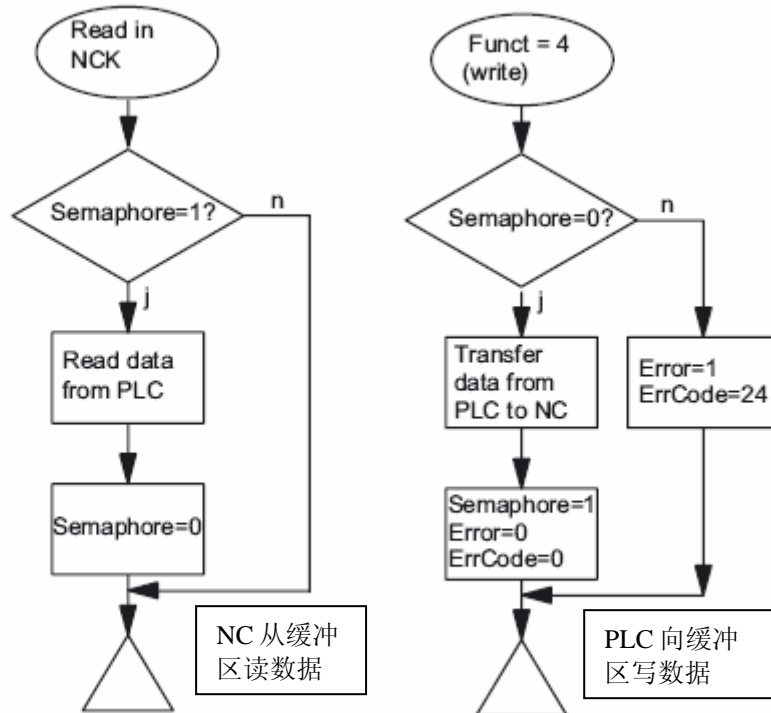 Read in
NCK
Semaphore=1?
n
j
Read data
from PLC
Semaphore=0
NC 从缓冲
区读数据
Funct = 4
(write)
Semaphore=0?
n
j
Transfer
data from
PLC to NC
Error=1
ErrCode=24
Semaphore=1
Error=0
ErrCode=0
PLC 向缓冲
区写数据